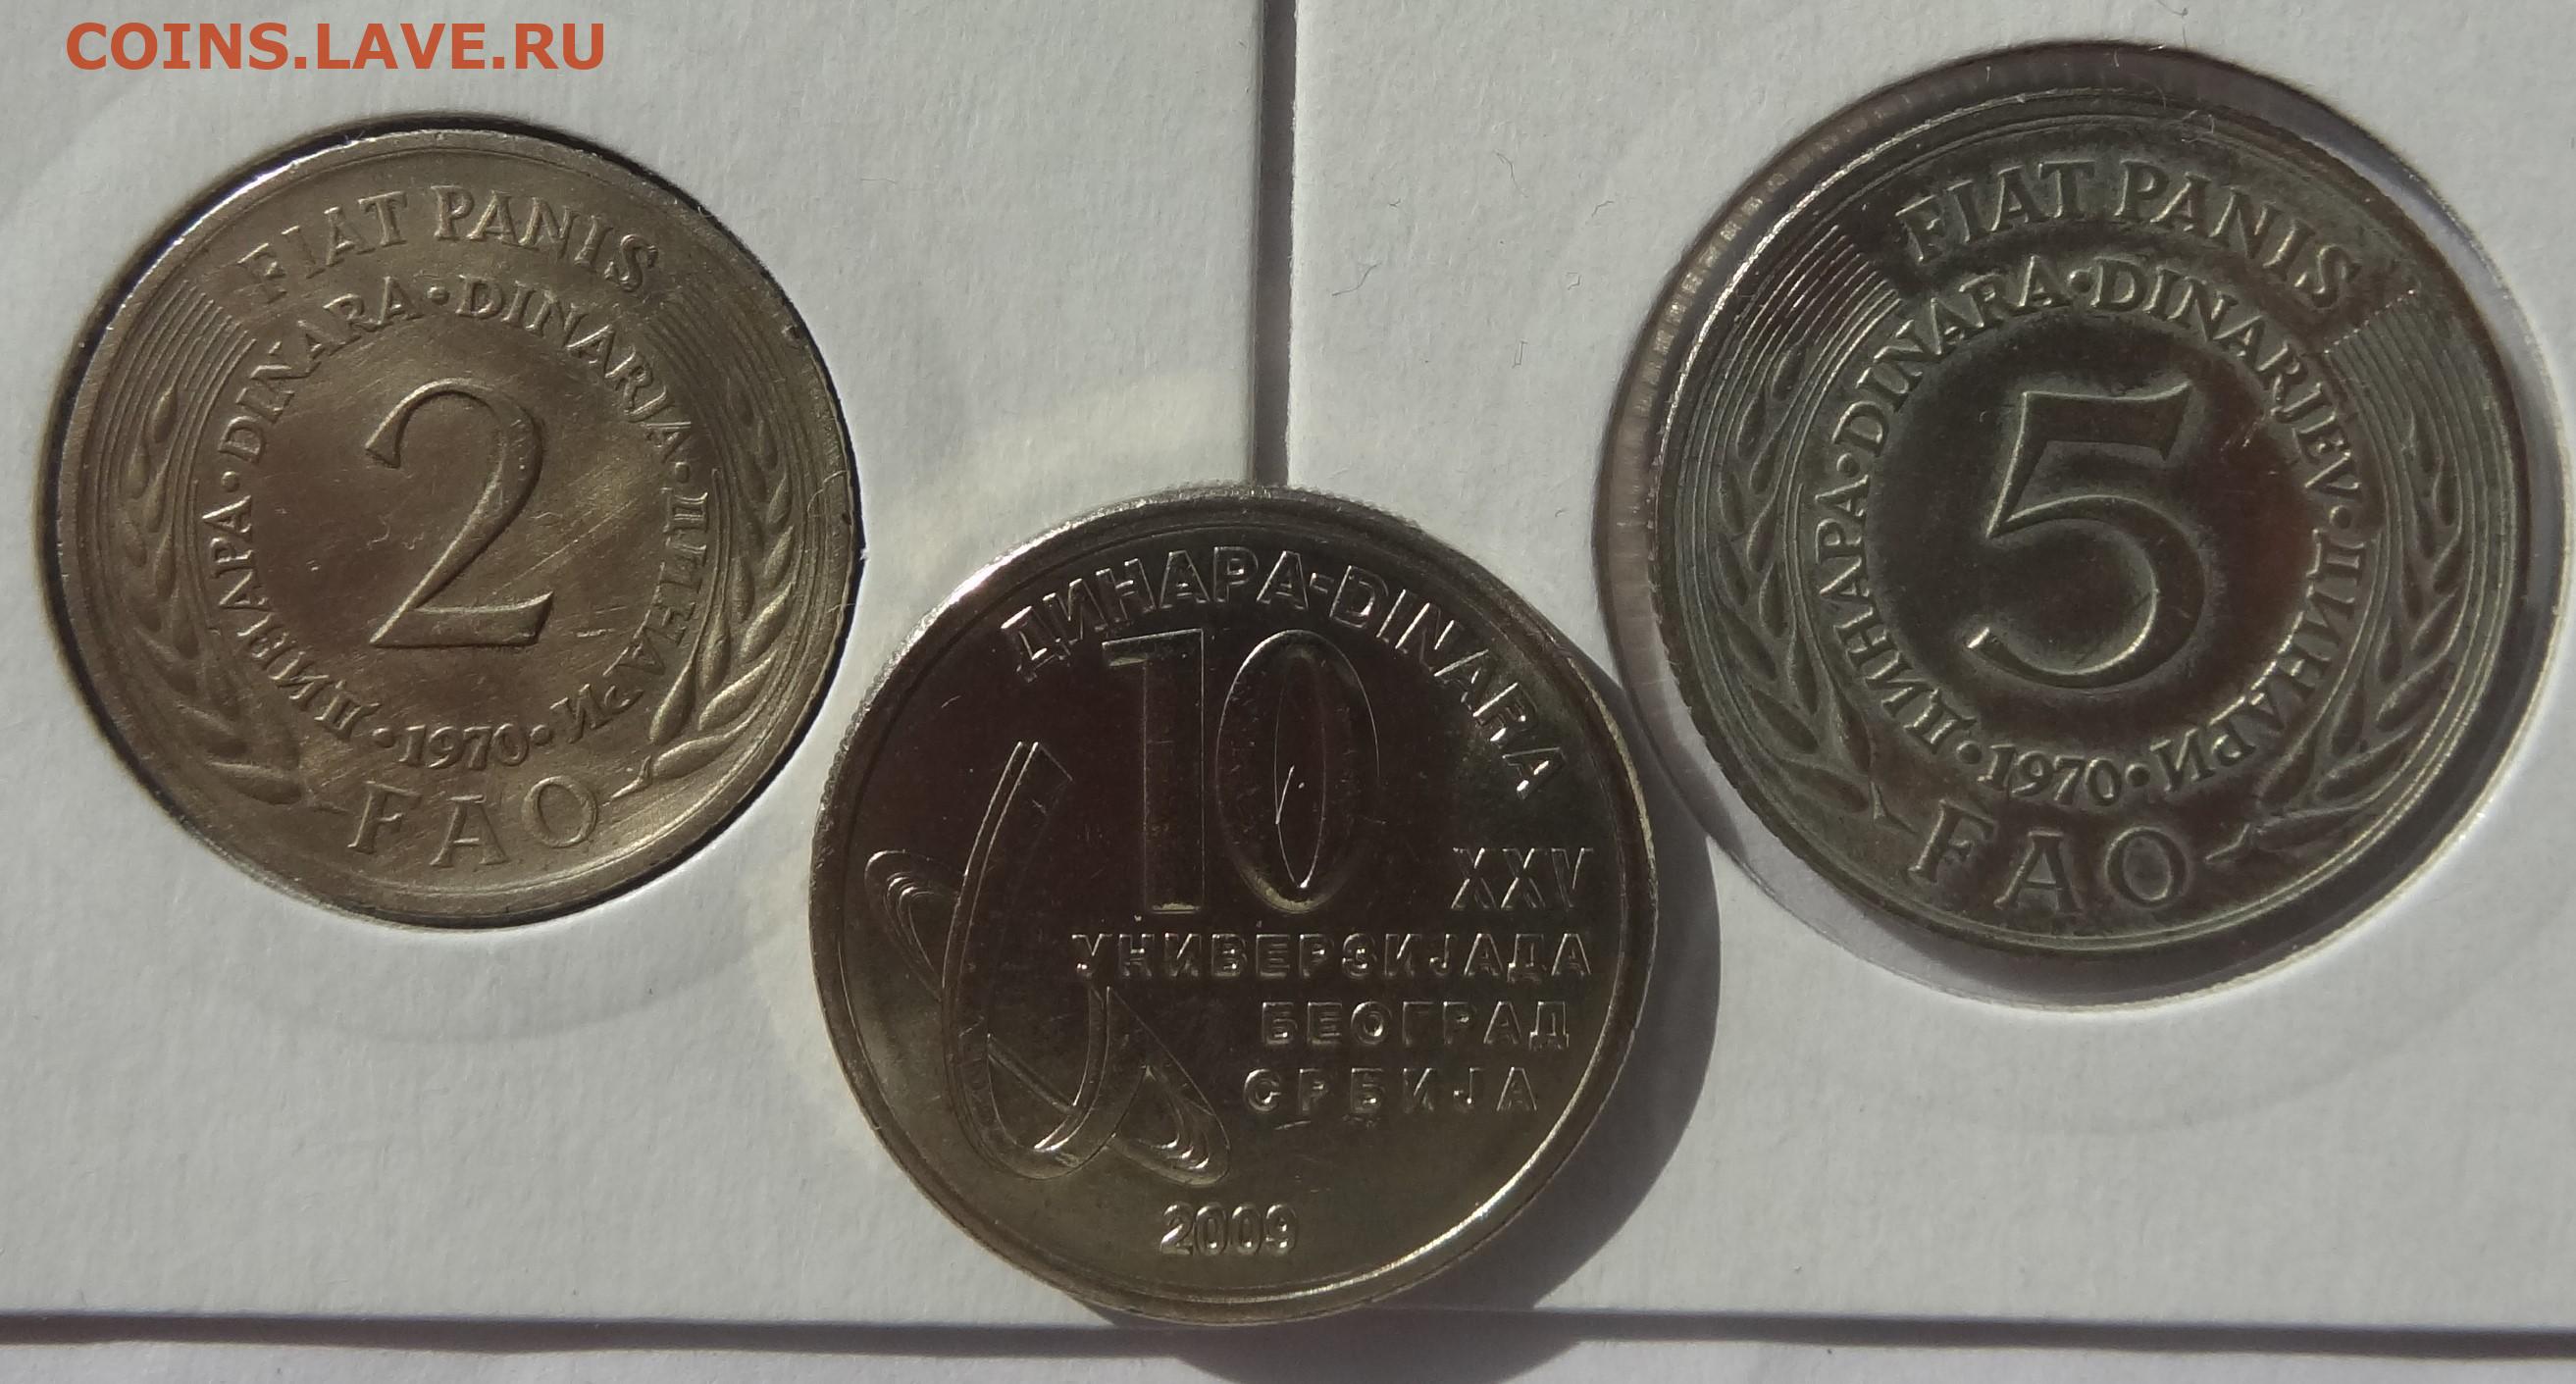 COINS.LAVE.RU
FIAT PANIS
ДИНАРА·DINARA·DINARJA·ДИНАРИ
2
·1970·
FAO
FIAT PANIS
ДИНАРА·DINARA·DINARJEV·ДИНАРИ
5
·1970·
FAO
ДИНАРА-DINARA
10
XXV
УНИВЕРЗИЈАДА
БЕОГРАД
СРБИЈА
2009